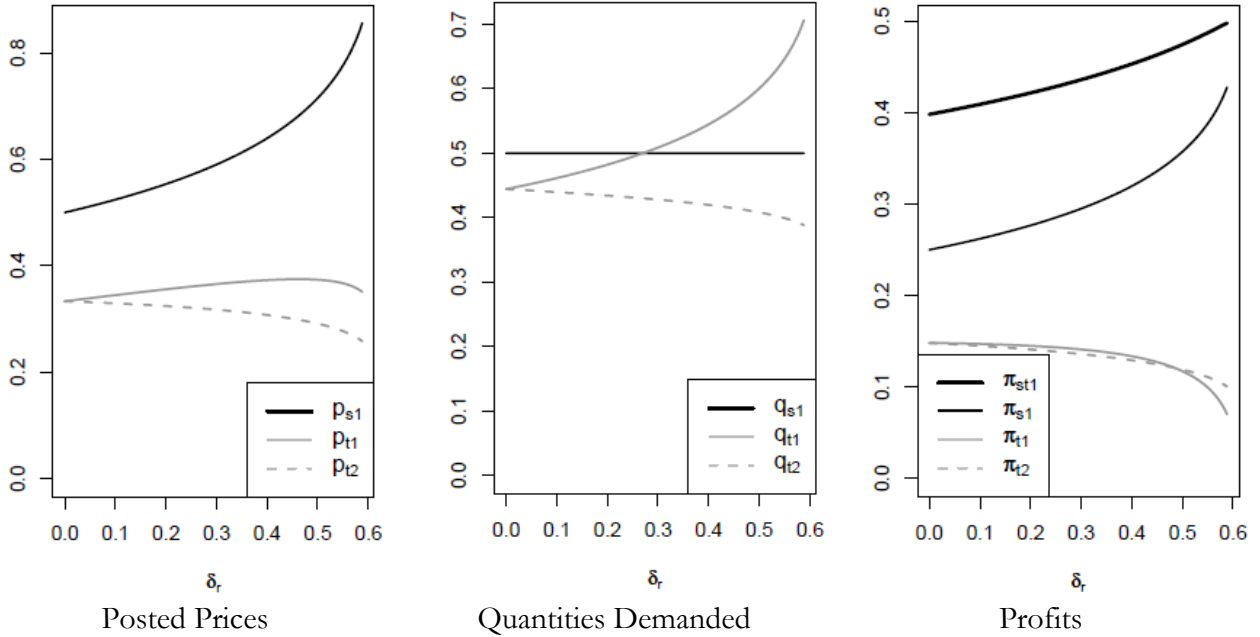 0.0 0.2 0.4 0.6 0.8
0.0 0.1 0.2 0.3 0.4 0.5 0.6
p_s1
p_t1
p_t2
δ_r
Posted Prices
0.0 0.1 0.2 0.3 0.4 0.5 0.6 0.7
0.0 0.1 0.2 0.3 0.4 0.5 0.6
q_s1
q_t1
q_t2
δ_r
Quantities Demanded
0.0 0.1 0.2 0.3 0.4 0.5
0.0 0.1 0.2 0.3 0.4 0.5 0.6
π_st1
π_s1
π_t1
π_t2
δ_r
Profits